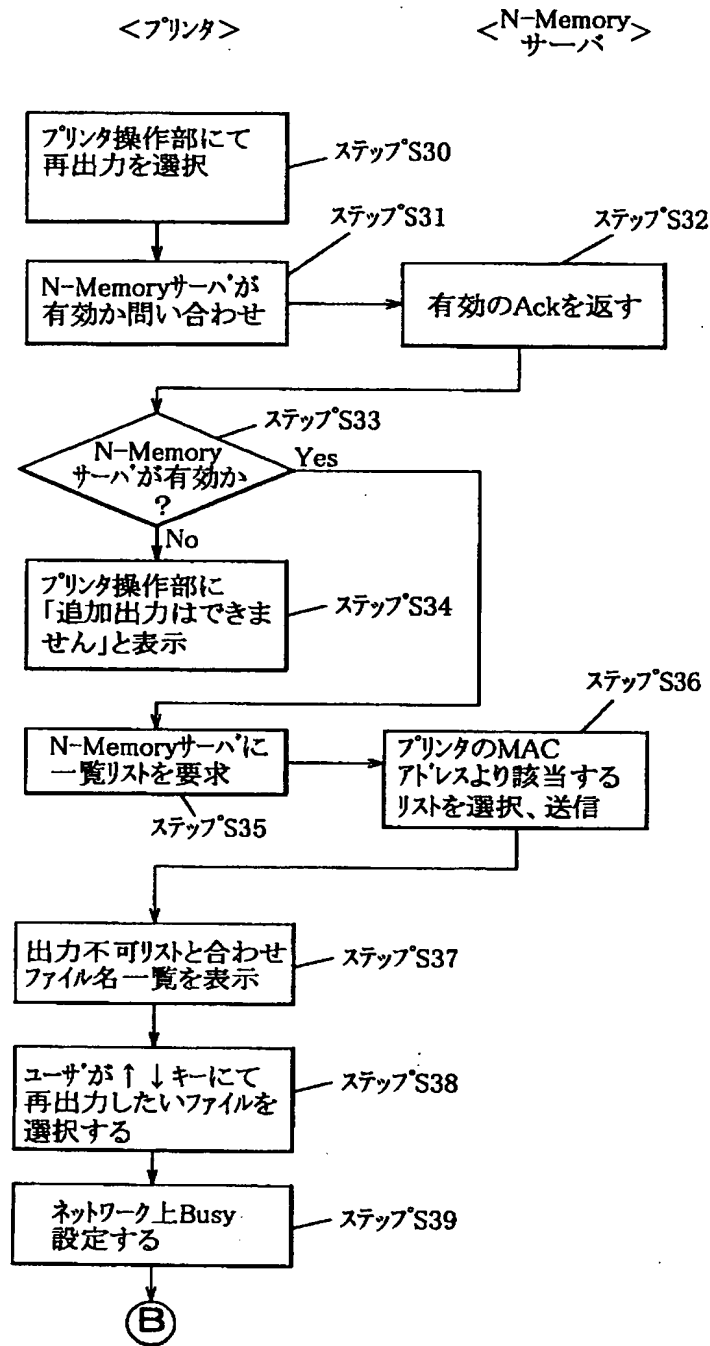 <プリンタ>
<N-Memory
サーバ>
プリンタ操作部にて
再出力を選択
ステップS30
ステップS31
ステップS32
N-Memoryサーバが
有効か問い合わせ
有効のAckを返す
ステップS33
N-Memory
サーバが有効か
?
Yes
No
プリンタ操作部に
「追加出力はできま
せん」と表示
ステップS34
ステップS36
N-Memoryサーバに
一覧リストを要求
プリンタのMAC
アドレスより該当する
リストを選択、送信
ステップS35
出力不可リストと合わせ
ファイル名一覧を表示
ステップS37
ユーザが↑↓キーにて
再出力したいファイルを
選択する
ステップS38
ネットワーク上Busy
設定する
ステップS39
B